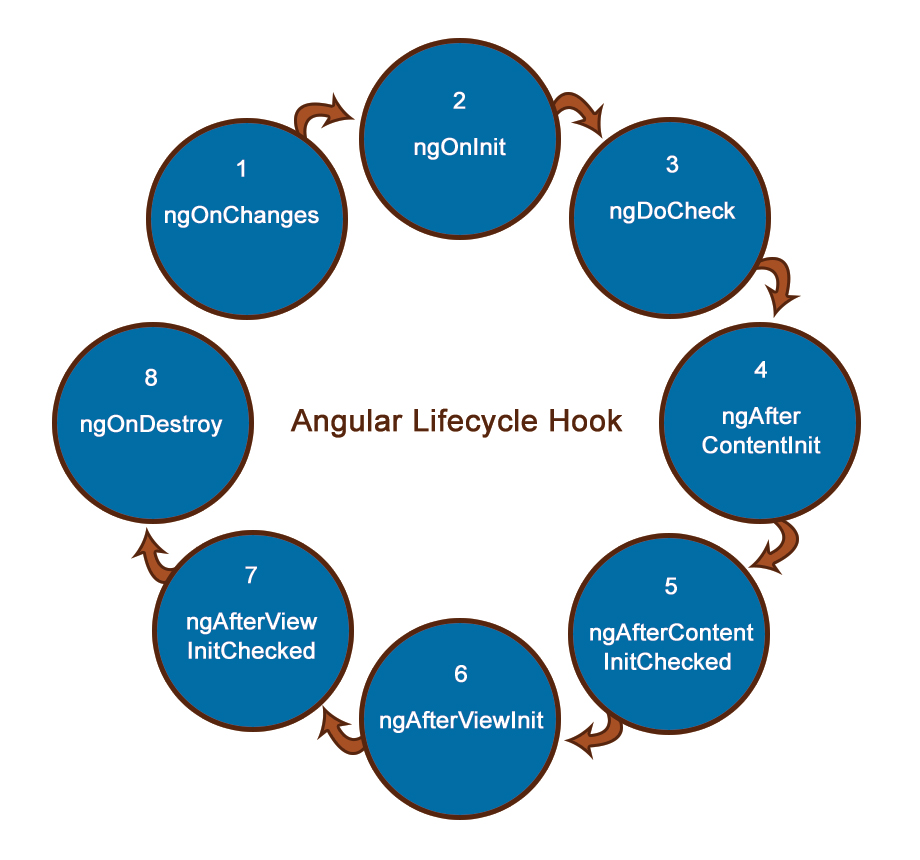 1
ngOnChanges
2
ngOnInit
3
ngDoCheck
4
ngAfter
ContentInit
5
ngAfterContent
InitChecked
6
ngAfterViewInit
7
ngAfterView
InitChecked
8
ngOnDestroy
Angular Lifecycle Hook